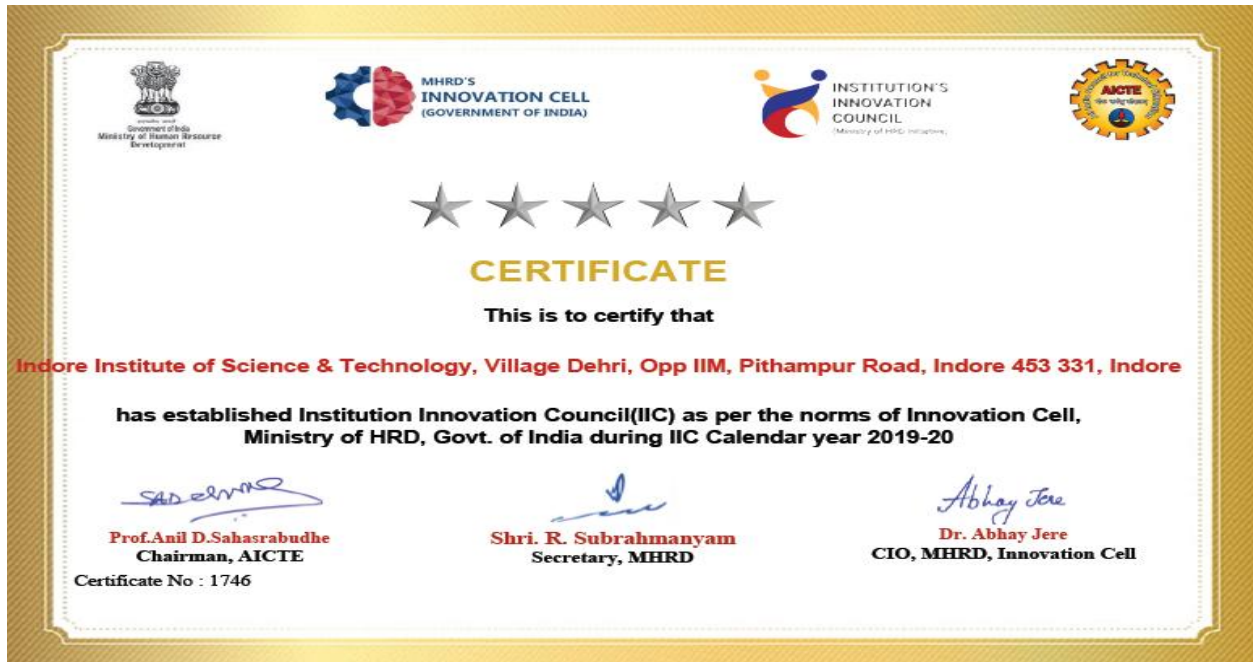 Government of India
Ministry of Human Resource
Development
MHRD'S
INNOVATION CELL
(GOVERNMENT OF INDIA)
INSTITUTION'S
INNOVATION
COUNCIL
(Ministry of HRD Initiative)
AICTE
CERTIFICATE
This is to certify that
Indore Institute of Science & Technology, Village Dehri, Opp IIM, Pithampur Road, Indore 453 331, Indore
has established Institution Innovation Council(IIC) as per the norms of Innovation Cell,
Ministry of HRD, Govt. of India during IIC Calendar year 2019-20
Abhay Jere
Prof.Anil D.Sahasrabudhe
Chairman, AICTE
Shri. R. Subrahmanyam
Secretary, MHRD
Dr. Abhay Jere
CIO, MHRD, Innovation Cell
Certificate No : 1746